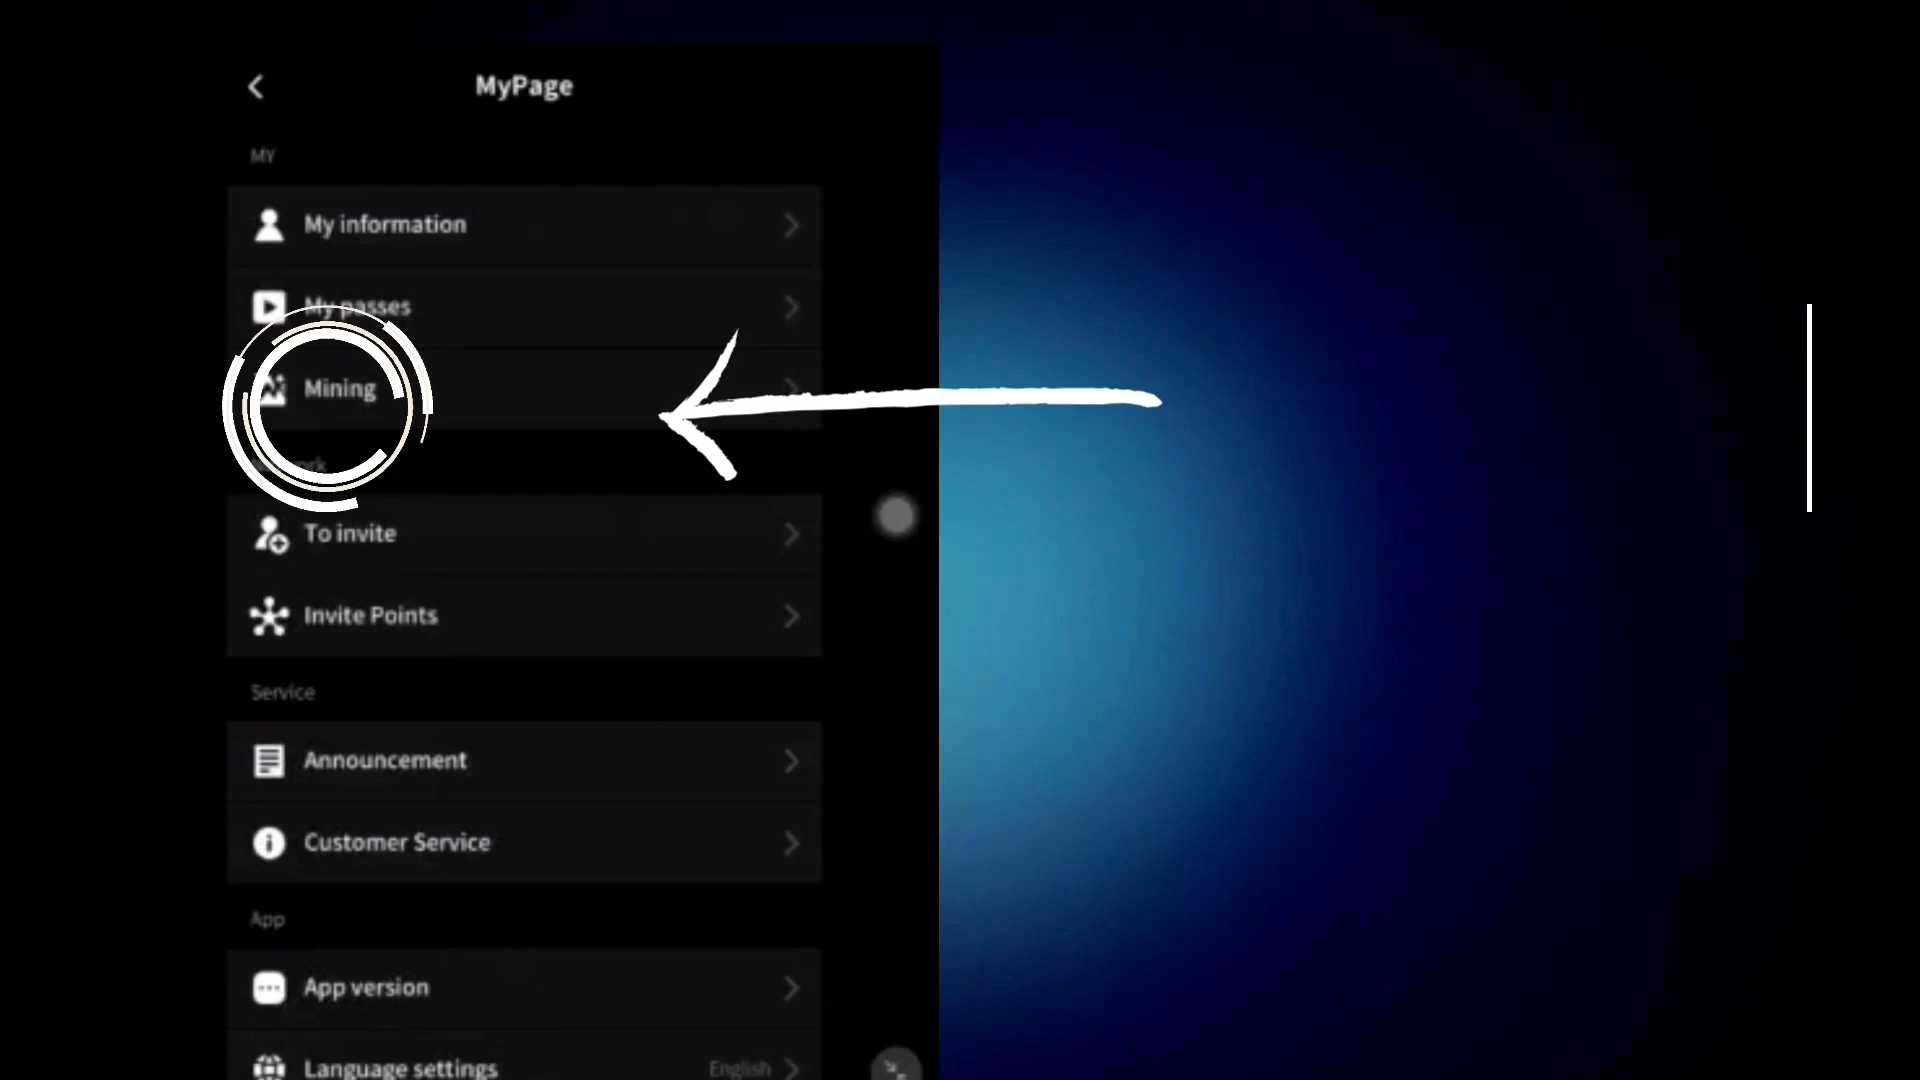 MyPage
MY
My information
My passes
Mining
To invite
Invite Points
Service
Announcement
Customer Service
App
App version
Language settings English